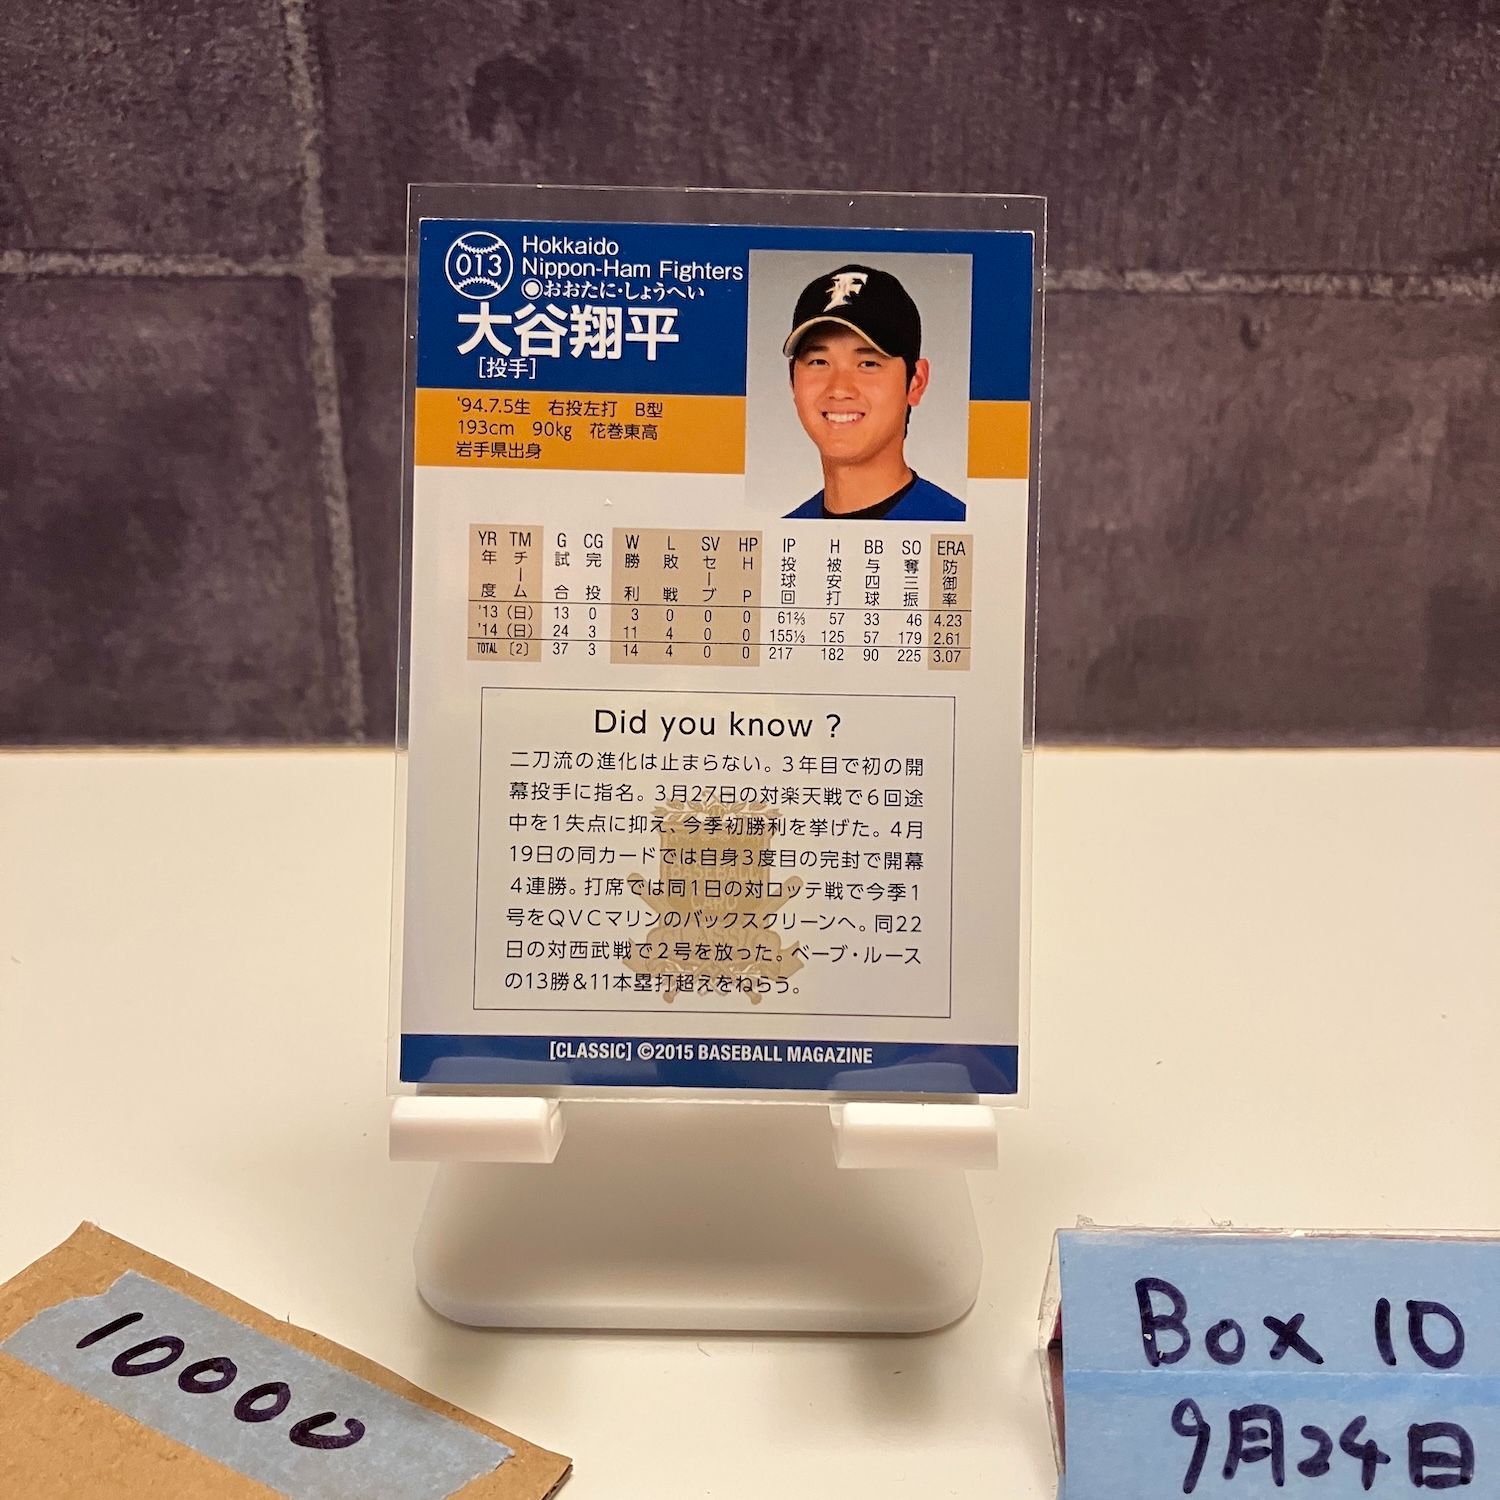 013
Hokkaido
Nippon-Ham Fighters
◉おおたに・しょうへい
大谷翔平
[投手]
F
'94.7.5生 右投左打 B型
193cm 90kg 花巻東高
岩手県出身
YR TM G CG W L SV HP IP H BB SO ERA
年度 チーム 試合 完投 勝利 敗戦 セーブ HP 投球回 被安打 与四球 奪三振 防御率
'13 (日) 13 0 3 0 0 0 61⅔ 57 33 46 4.23
'14 (日) 24 3 11 4 0 0 155⅓ 125 57 179 2.61
TOTAL [2] 37 3 14 4 0 0 217 182 90 225 3.07
Did you know ?
二刀流の進化は止まらない。3年目で初の開
幕投手に指名。3月27日の対楽天戦で6回途
中を1失点に抑え、今季初勝利を挙げた。4月
19日の同カードでは自身3度目の完封で開幕
4連勝。打席では同1日の対ロッテ戦で今季1
号をQVCマリンのバックスクリーンへ。同22
日の対西武戦で2号を放った。ベーブ・ルース
の13勝&11本塁打超えをねらう。
BASEBALL
CARD
CLASSIC
[CLASSIC] ©2015 BASEBALL MAGAZINE
10000
Box 10
9月24日